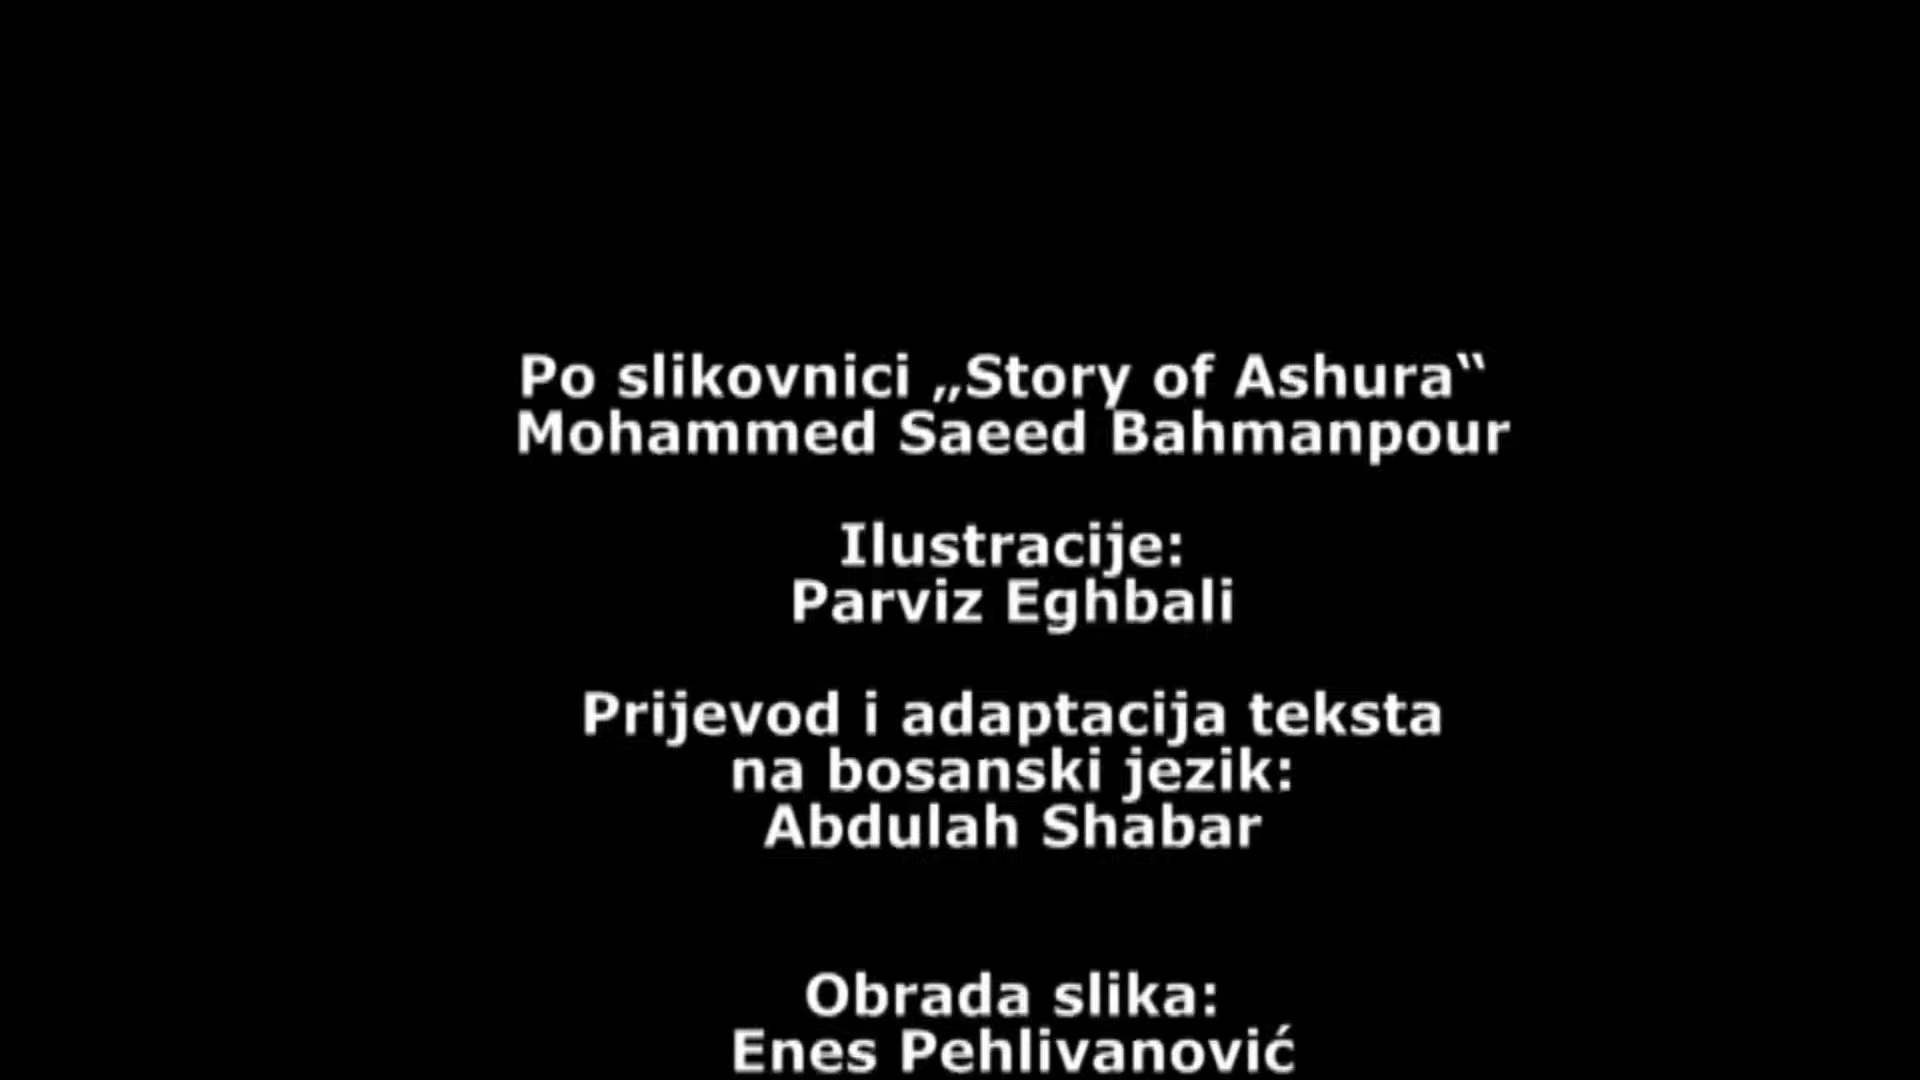 Po slikovnici „Story of Ashura‟
Mohammed Saeed Bahmanpour
Ilustracije:
Parviz Eghbali
Prijevod i adaptacija teksta
na bosanski jezik:
Abdulah Shabar
Obrada slika:
Enes Pehlivanović